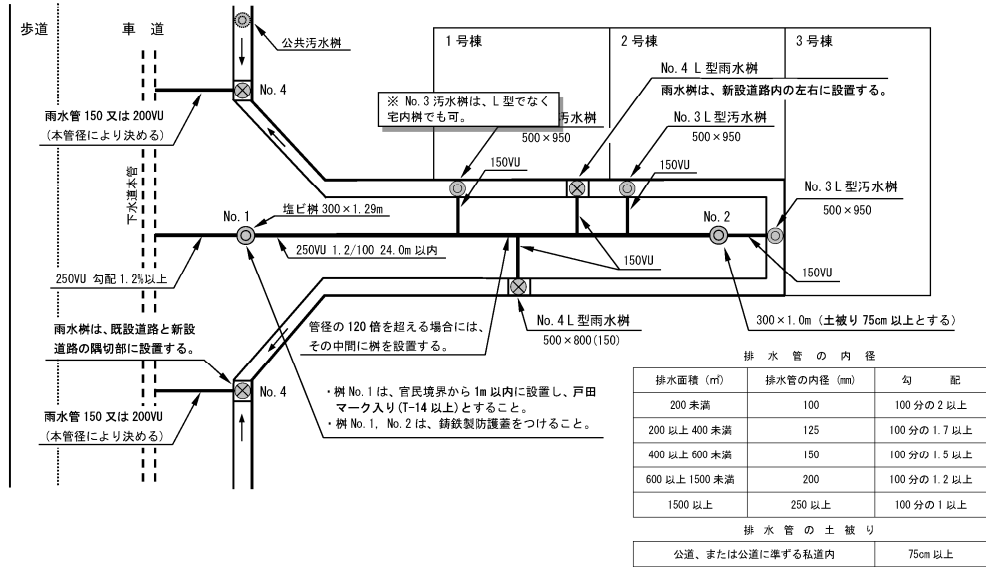 歩道
車 道
公共汚水桝
No.4
雨水管 150 又は 200VU
(本管径により決める)
1号棟
2号棟
3号棟
No.4 L 型雨水桝
雨水桝は、新設道路内の左右に設置する。
※ No.3 汚水桝は、L 型でなく
宅内桝でも可。
汚水桝
500×950
No.3L 型汚水桝
500×950
150VU
150VU
No.3L 型汚水桝
500×950
下水道本管
No.1
塩ビ桝 300×1.29m
No.2
250VU 1.2/100 24.0m 以内
250VU 勾配 1.2%以上
150VU
150VU
雨水桝は、既設道路と新設
道路の隅切部に設置する。
管径の 120 倍を超える場合には、
その中間に桝を設置する。
No.4L 型雨水桝
500×800(150)
300×1.0m (土被り 75cm 以上とする)
No.4
雨水管 150 又は 200VU
(本管径により決める)
・桝 No.1 は、官民境界から 1m 以内に設置し、戸田
マーク入り(T-14 以上)とすること。
・桝 No.1, No.2 は、鋳鉄製防護蓋をつけること。
排 水 管 の 内 径
排水面積 (㎡) 排水管の内径 (mm) 勾 配
200 未満 100 100 分の 2 以上
200 以上 400 未満 125 100 分の 1.7 以上
400 以上 600 未満 150 100 分の 1.5 以上
600 以上 1500 未満 200 100 分の 1.2 以上
1500 以上 250 以上 100 分の 1 以上
排 水 管 の 土 被 り
公道、または公道に準ずる私道内 75cm 以上